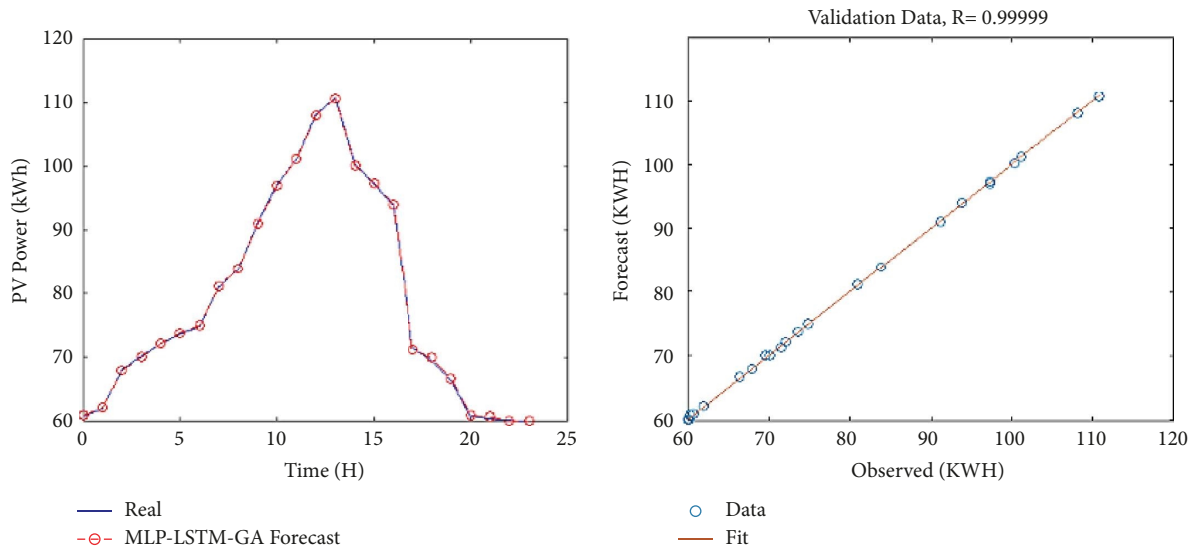 120
110
100
90
80
70
60
PV Power (kWh)
0 5 10 15 20 25
Time (H)
Real
MLP-LSTM-GA Forecast
Validation Data, R= 0.99999
110
100
90
80
70
60
Forecast (KWH)
60 70 80 90 100 110 120
Observed (KWH)
Data
Fit